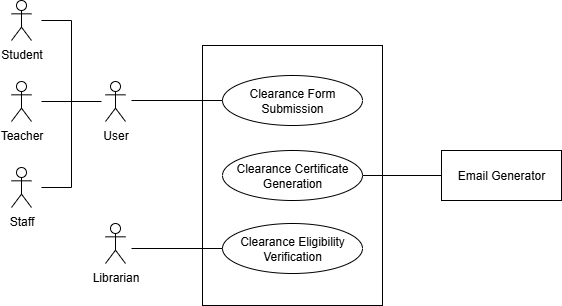 Student
Teacher
Staff
User
Librarian
Clearance Form
Submission
Clearance Certificate
Generation
Clearance Eligibility
Verification
Email Generator